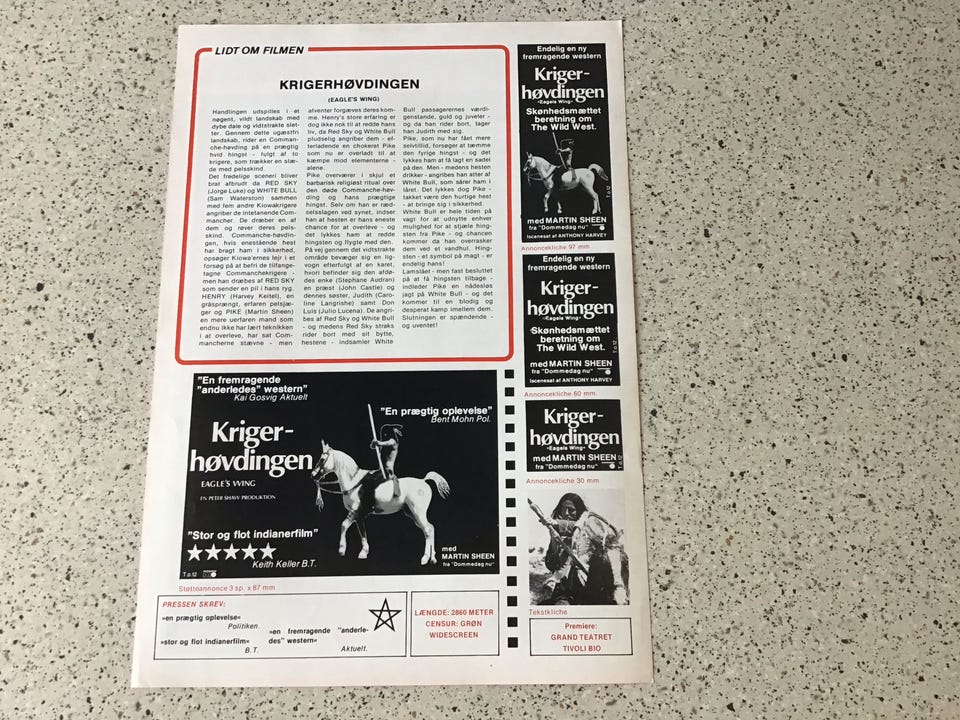 LIDT OM FILMEN
KRIGERHØVDINGEN
(EAGLE'S WING)
Handlingen udspilles i et
nøgent, vildt landskab med
dybe dale og vidtstrakte slet-
ter. Gennem dette ugæstfri
landskab, rider en Comman-
che-høvding på en prægtig
hvid hingst - fulgt af to
krigere, som trækker en stæ-
de med pelsskind.
Det fredelige sceneri bliver
brat afbrudt da RED SKY
(Jorge Luke) og WHITE BULL
(Sam Waterston) sammen
med fem andre Kiowakrigere
angriber de intetanende Com-
mancher. De dræber en af
dem og røver deres pels-
skind. Commanche-høvdin-
gen, hvis enestående hest
har bragt ham i sikkerhed,
opsøger Kiowa'ernes lejr i et
forsøg på at befri de tilfange-
tagne Commanchekrigere -
men han dræbes af RED SKY
som sender en pil i hans ryg.
HENRY (Harvey Keitel), en
gråsprængt, erfaren pelsjæ-
ger og PIKE (Martin Sheen)
en mere uerfaren mand som
endnu ikke har lært teknikken
i at overleve, har sat Com-
mancherne stævne - men
afventer forgæves deres kom-
me. Henry's store erfaring er
dog ikke nok til at redde hans
liv, da Red Sky og White Bull
pludselig angriber dem - ef-
terladende en chokeret Pike
som nu er overladt til at
kæmpe mod elementerne -
alene.
Pike overværer i skjul et
barbarisk religiøst ritual over
den døde Commanche-høv-
ding og hans prægtige
hingst. Selv om han er ræd-
selsslagen ved synet, indser
han at hesten er hans eneste
chance for at overleve - og
det lykkes ham at redde
hingsten og flygte med den.
På vej gennem det vidtstrakte
område bevæger sig en lig-
vogn efterfulgt af en karet,
hvori befinder sig den afdø-
des enke (Stephane Audran)
en præst (John Castle) og
dennes søster, Judith (Caro-
line Langrishe) samt Don
Luis (Julio Lucena). De angri-
bes af Red Sky og White Bull
- og medens Red Sky straks
rider bort med sit bytte,
hestene - indsamler White
Bull passagerernes værdi-
genstande, guld og juveler -
og da han rider bort, tager
han Judith med sig.
Pike, som nu har fået mere
selvtillid, forsøger at tæmme
den fyrige hingst - og det
lykkes ham at få lagt en sadel
på den. Men - medens hesten
drikker - angribes han atter af
White Bull, som sårer ham i
låret. Det lykkes dog Pike -
takket være den hurtige hest
- at bringe sig i sikkerhed.
White Bull er hele tiden på
vagt for at udnytte enhver
mulighed for at stjæle hing-
sten fra Pike - og chancen
kommer da han overrasker
dem ved et vandhul. Hing-
sten - et symbol på magt - er
endelig hans!
Lamslået - men fast besluttet
på at få hingsten tilbage -
indleder Pike en nådesløs
jagt på White Bull - og det
kommer til en blodig og
desperat kamp imellem dem.
Slutningen er spændende -
og uventet!
Endelig en ny
fremragende western
Kriger-
høvdingen
•Eagels Wing•
Skønhedsmættet
beretning om
The Wild West.
T.o.12
med MARTIN SHEEN
fra "Dommedag nu"
Iscenesat af ANTHONY HARVEY
Annoncekliche 97 mm
Endelig en ny
fremragende western
Kriger-
høvdingen
•Eagels Wing•
Skønhedsmættet
beretning om
The Wild West.
T.o.12
med MARTIN SHEEN
fra "Dommedag nu"
Iscenesat af ANTHONY HARVEY
Annoncekliche 60 mm
Kriger-
høvdingen
•Eagels Wing•
med MARTIN SHEEN
fra "Dommedag nu"
T.o.12
Annoncekliche 30 mm
Tekstkliche
"En fremragende
"anderledes" western"
Kai Gosvig Aktuelt
"En prægtig oplevelse"
Bent Mohn Pol.
Kriger-
høvdingen
EAGLE'S WING
EN PETER SHAW PRODUKTION
"Stor og flot indianerfilm"
Keith Keller B.T.
med
MARTIN SHEEN
fra "Dommedag nu"
T.o.12
Støtteannonce 3 sp. x 67 mm
PRESSEN SKREV:
»en prægtig oplevelse«
Politiken.
»stor og flot indianerfilm«
B.T.
»en fremragende "anderle-
des" western«
Aktuelt.
LÆNGDE: 2860 METER
CENSUR: GRØN
WIDESCREEN
Premiere:
GRAND TEATRET
TIVOLI BIO